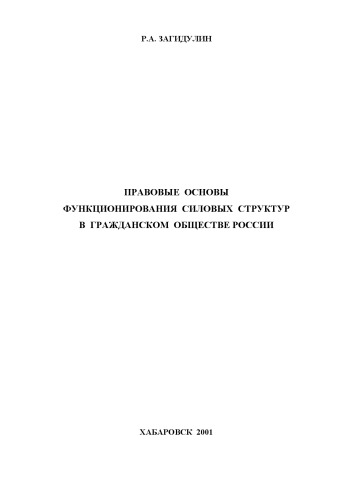 Р.А. ЗАГИДУЛИН
ПРАВОВЫЕ ОСНОВЫ
ФУНКЦИОНИРОВАНИЯ СИЛОВЫХ СТРУКТУР
В ГРАЖДАНСКОМ ОБЩЕСТВЕ РОССИИ
ХАБАРОВСК 2001